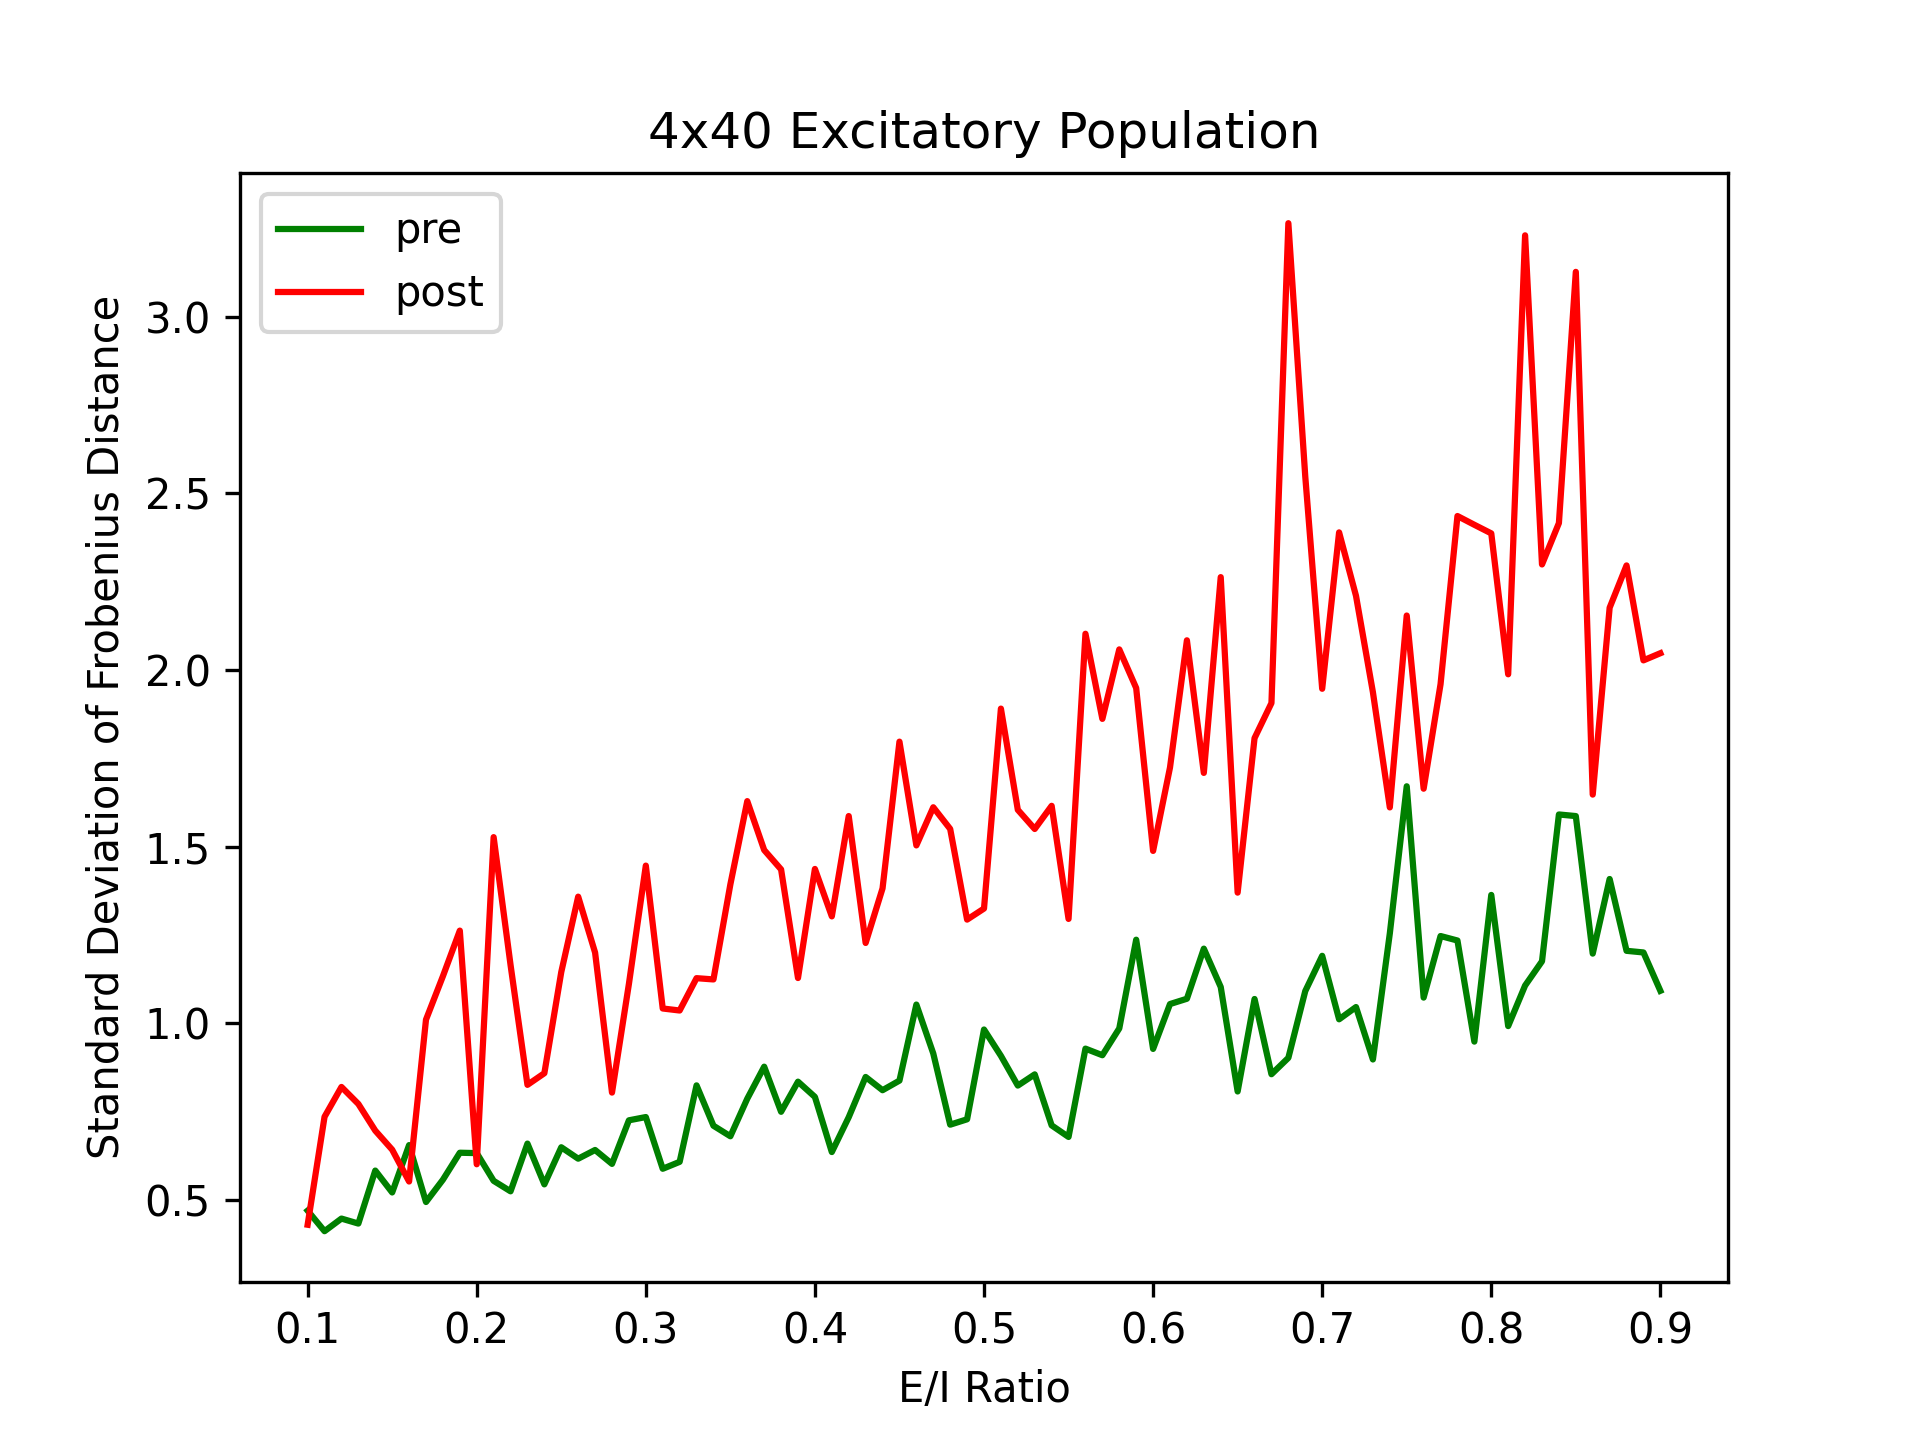 4x40 Excitatory Population
pre
post
Standard Deviation of Frobenius Distance
3.0
2.5
2.0
1.5
1.0
0.5
0.1 0.2 0.3 0.4 0.5 0.6 0.7 0.8 0.9
E/I Ratio